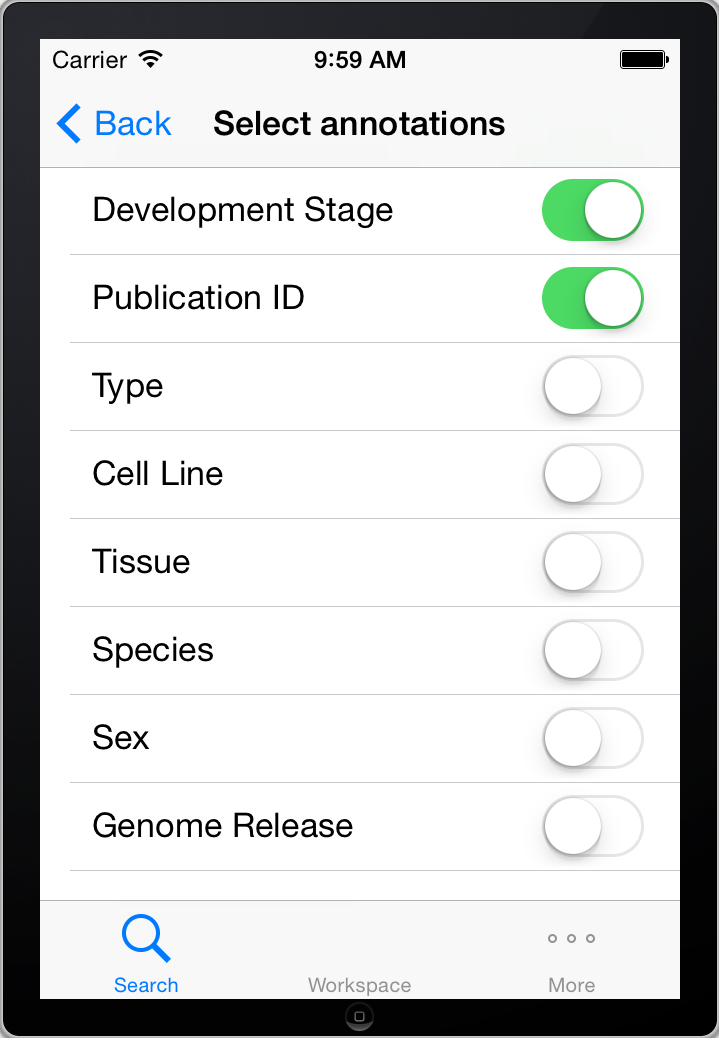 Carrier 9:59 AM
Back Select annotations
Development Stage
Publication ID
Type
Cell Line
Tissue
Species
Sex
Genome Release
Search Workspace More